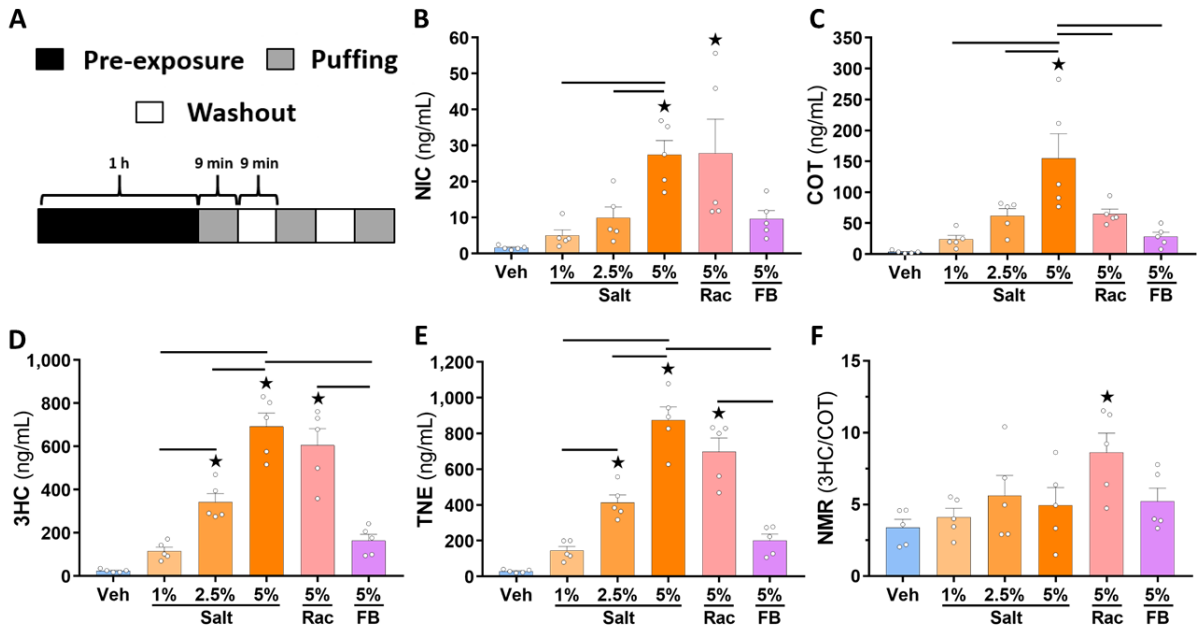 A
Pre-exposure Puffing
Washout
1 h 9 min 9 min
B
NIC (ng/mL)
60
50
40
30
20
10
0
★
★
Veh 1% 2.5% 5% 5% 5%
Salt Rac FB
C
COT (ng/mL)
350
300
250
200
150
100
50
0
★
Veh 1% 2.5% 5% 5% 5%
Salt Rac FB
D
3HC (ng/mL)
1,000
800
600
400
200
0
★
★
★
Veh 1% 2.5% 5% 5% 5%
Salt Rac FB
E
TNE (ng/mL)
1,200
1,000
800
600
400
200
0
★
★
★
Veh 1% 2.5% 5% 5% 5%
Salt Rac FB
F
NMR (3HC/COT)
15
10
5
0
★
Veh 1% 2.5% 5% 5% 5%
Salt Rac FB